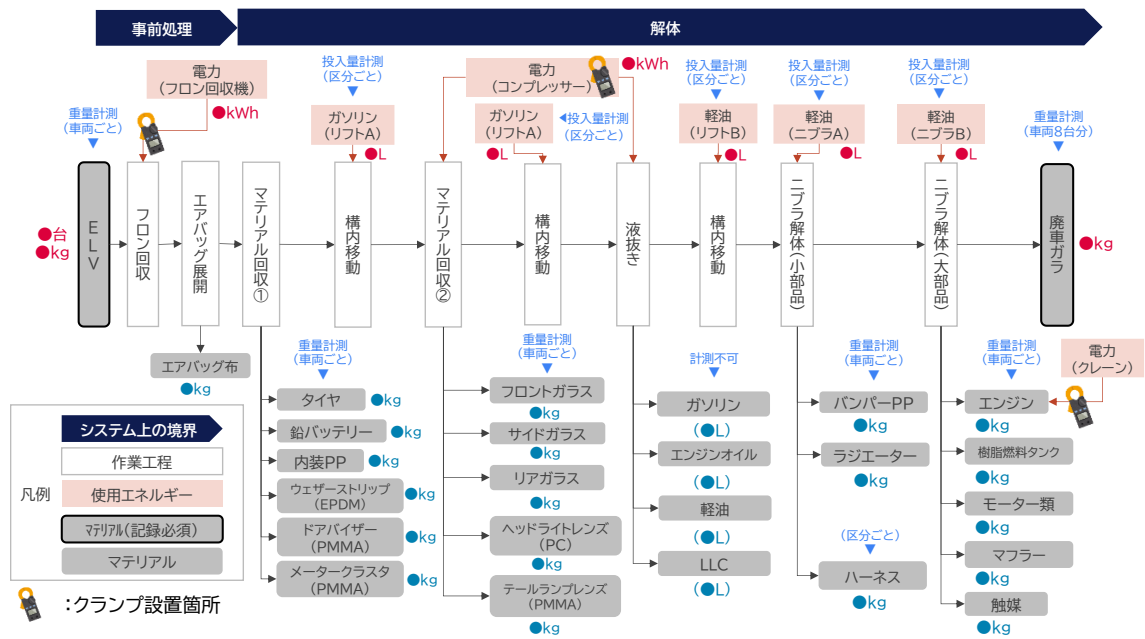 事前処理
解体
重量計測
(車両ごと)
電力
(フロン回収機)
●kWh
投入量計測
(区分ごと)
ガソリン
(リフトA)
●L
電力
(コンプレッサー)
●kWh
ガソリン
(リフトA)
◀投入量計測
(区分ごと)
●L
投入量計測
(区分ごと)
軽油
(リフトB)
●L
投入量計測
(区分ごと)
軽油
(ニブラA)
●L
投入量計測
(区分ごと)
軽油
(ニブラB)
●L
重量計測
(車両8台分)
●台
●kg
ELV
フロン回収
エアバッグ展開
マテリアル回収①
構内移動
マテリアル回収②
構内移動
液抜き
構内移動
ニブラ解体(小部品)
ニブラ解体(大部品)
廃車ガラ
●kg
エアバッグ布
●kg
重量計測
(車両ごと)
タイヤ
●kg
鉛バッテリー
●kg
内装PP
●kg
ウェザーストリップ
(EPDM)
●kg
ドアバイザー
(PMMA)
●kg
メータークラスタ
(PMMA)
●kg
重量計測
(車両ごと)
フロントガラス
●kg
サイドガラス
●kg
リアガラス
●kg
ヘッドライトレンズ
(PC)
●kg
テールランプレンズ
(PMMA)
●kg
計測不可
ガソリン
(●L)
エンジンオイル
(●L)
軽油
(●L)
LLC
(●L)
重量計測
(車両ごと)
バンパーPP
●kg
ラジエーター
●kg
(区分ごと)
ハーネス
●kg
重量計測
(車両ごと)
電力
(クレーン)
エンジン
●kg
樹脂燃料タンク
●kg
モーター類
●kg
マフラー
●kg
触媒
●kg
凡例
システム上の境界
作業工程
使用エネルギー
マテリアル(記録必須)
マテリアル
:クランプ設置箇所